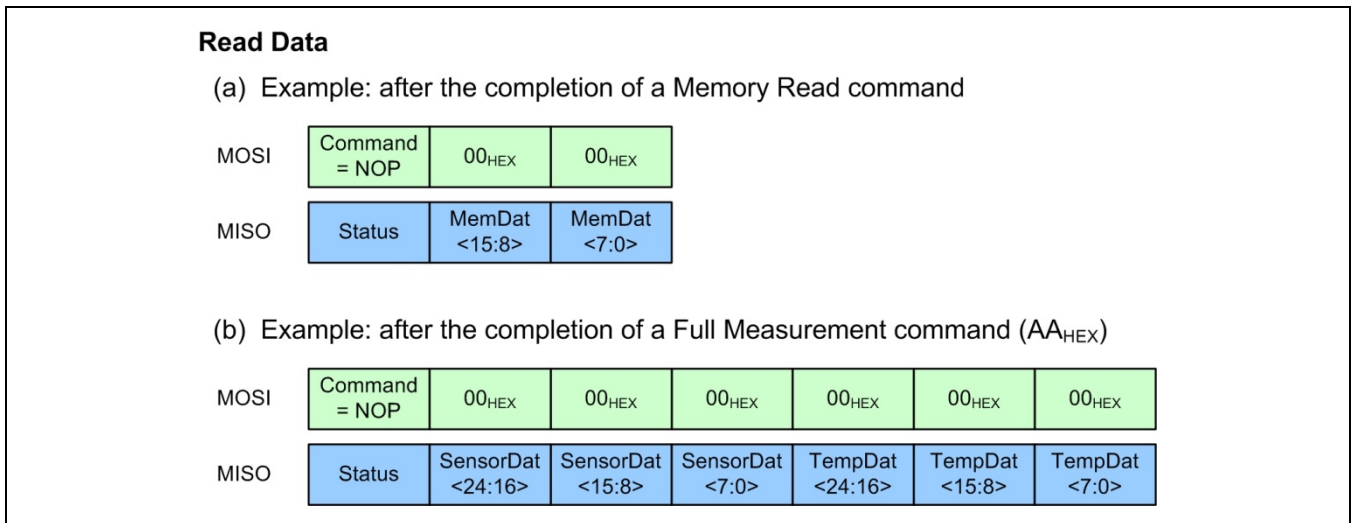 Read Data
(a) Example: after the completion of a Memory Read command
MOSI Command = NOP 00HEX 00HEX
MISO Status MemDat <15:8> MemDat <7:0>
(b) Example: after the completion of a Full Measurement command (AAHEX)
MOSI Command = NOP 00HEX 00HEX 00HEX 00HEX 00HEX 00HEX
MISO Status SensorDat <24:16> SensorDat <15:8> SensorDat <7:0> TempDat <24:16> TempDat <15:8> TempDat <7:0>